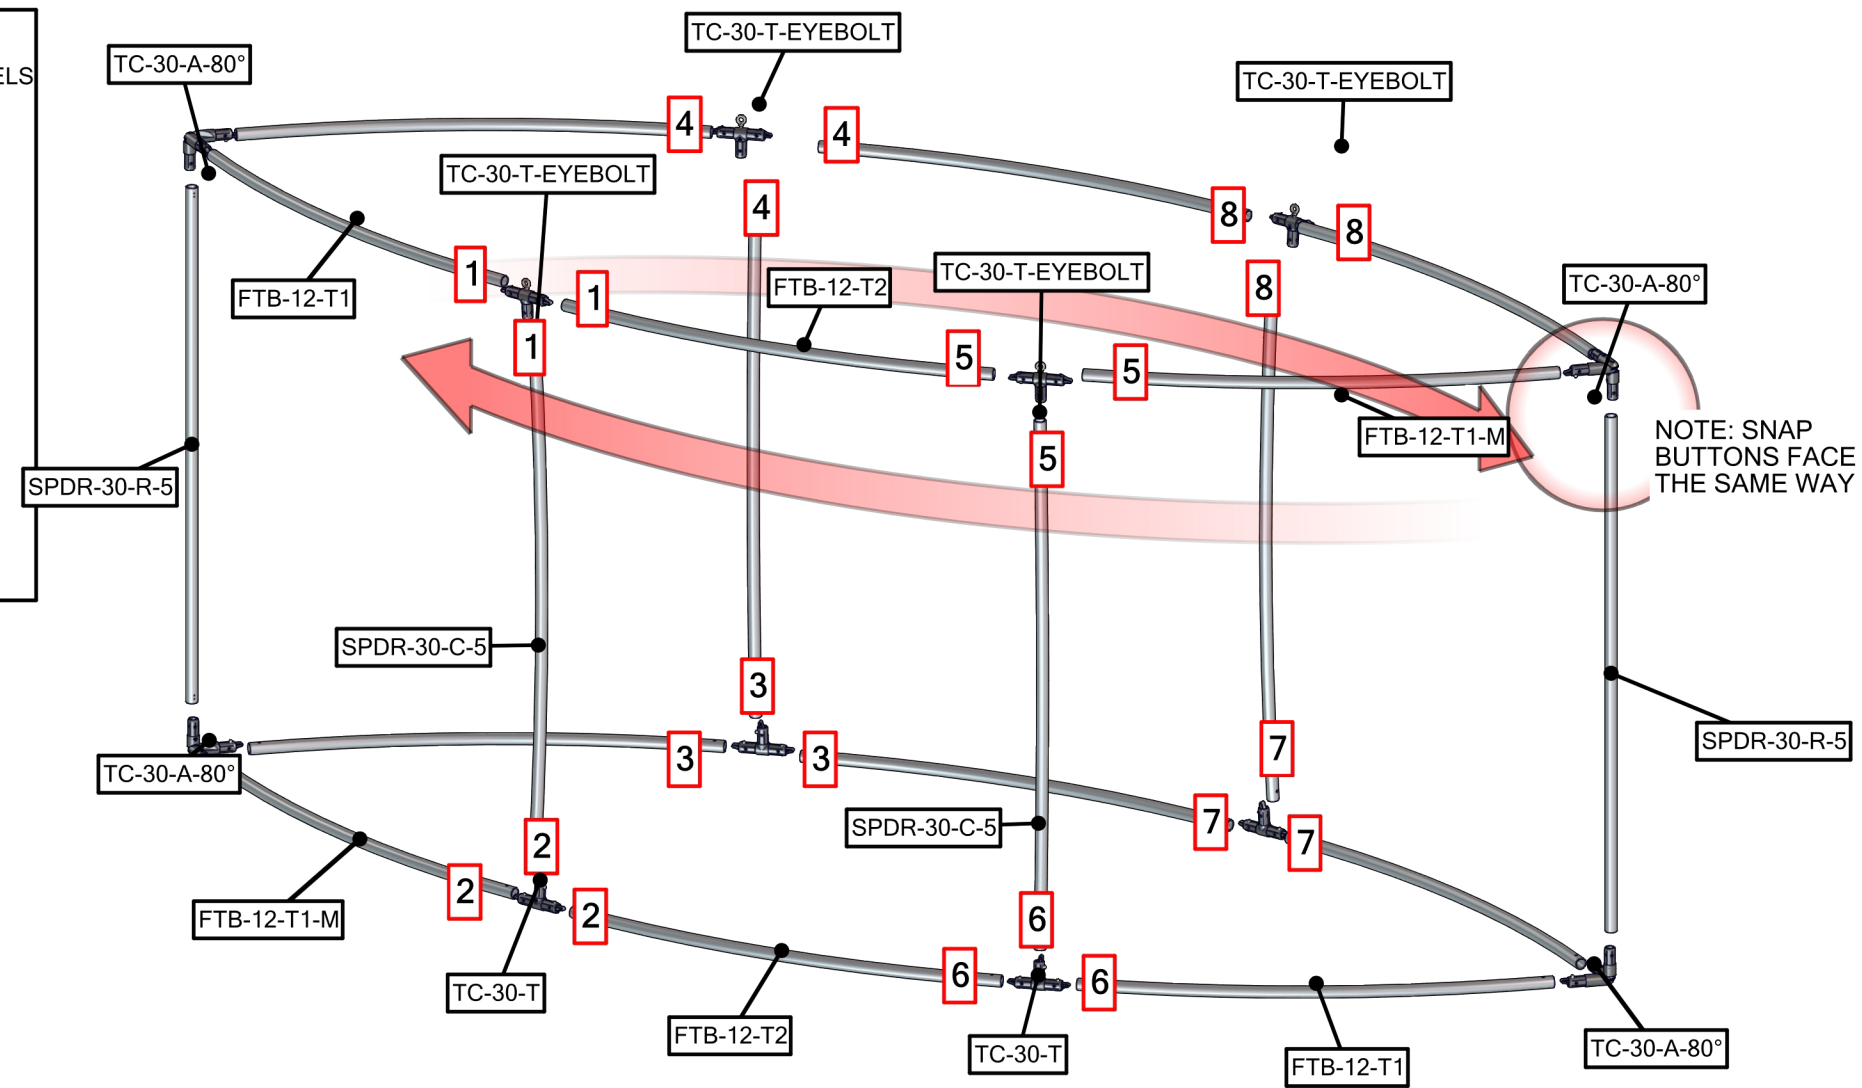 ELS
TC-30-T-EYEBOLT
TC-30-A-80°
TC-30-T-EYEBOLT
4
4
TC-30-T-EYEBOLT
4
8
8
1
1
FTB-12-T1
FTB-12-T2
TC-30-T-EYEBOLT
8
TC-30-A-80°
1
5
5
FTB-12-T1-M
5
NOTE: SNAP
BUTTONS FACE
THE SAME WAY
SPDR-30-R-5
SPDR-30-C-5
3
3
3
7
SPDR-30-R-5
TC-30-A-80°
2
SPDR-30-C-5
7
7
2
2
FTB-12-T1-M
6
6
6
TC-30-T
FTB-12-T2
TC-30-T
FTB-12-T1
TC-30-A-80°